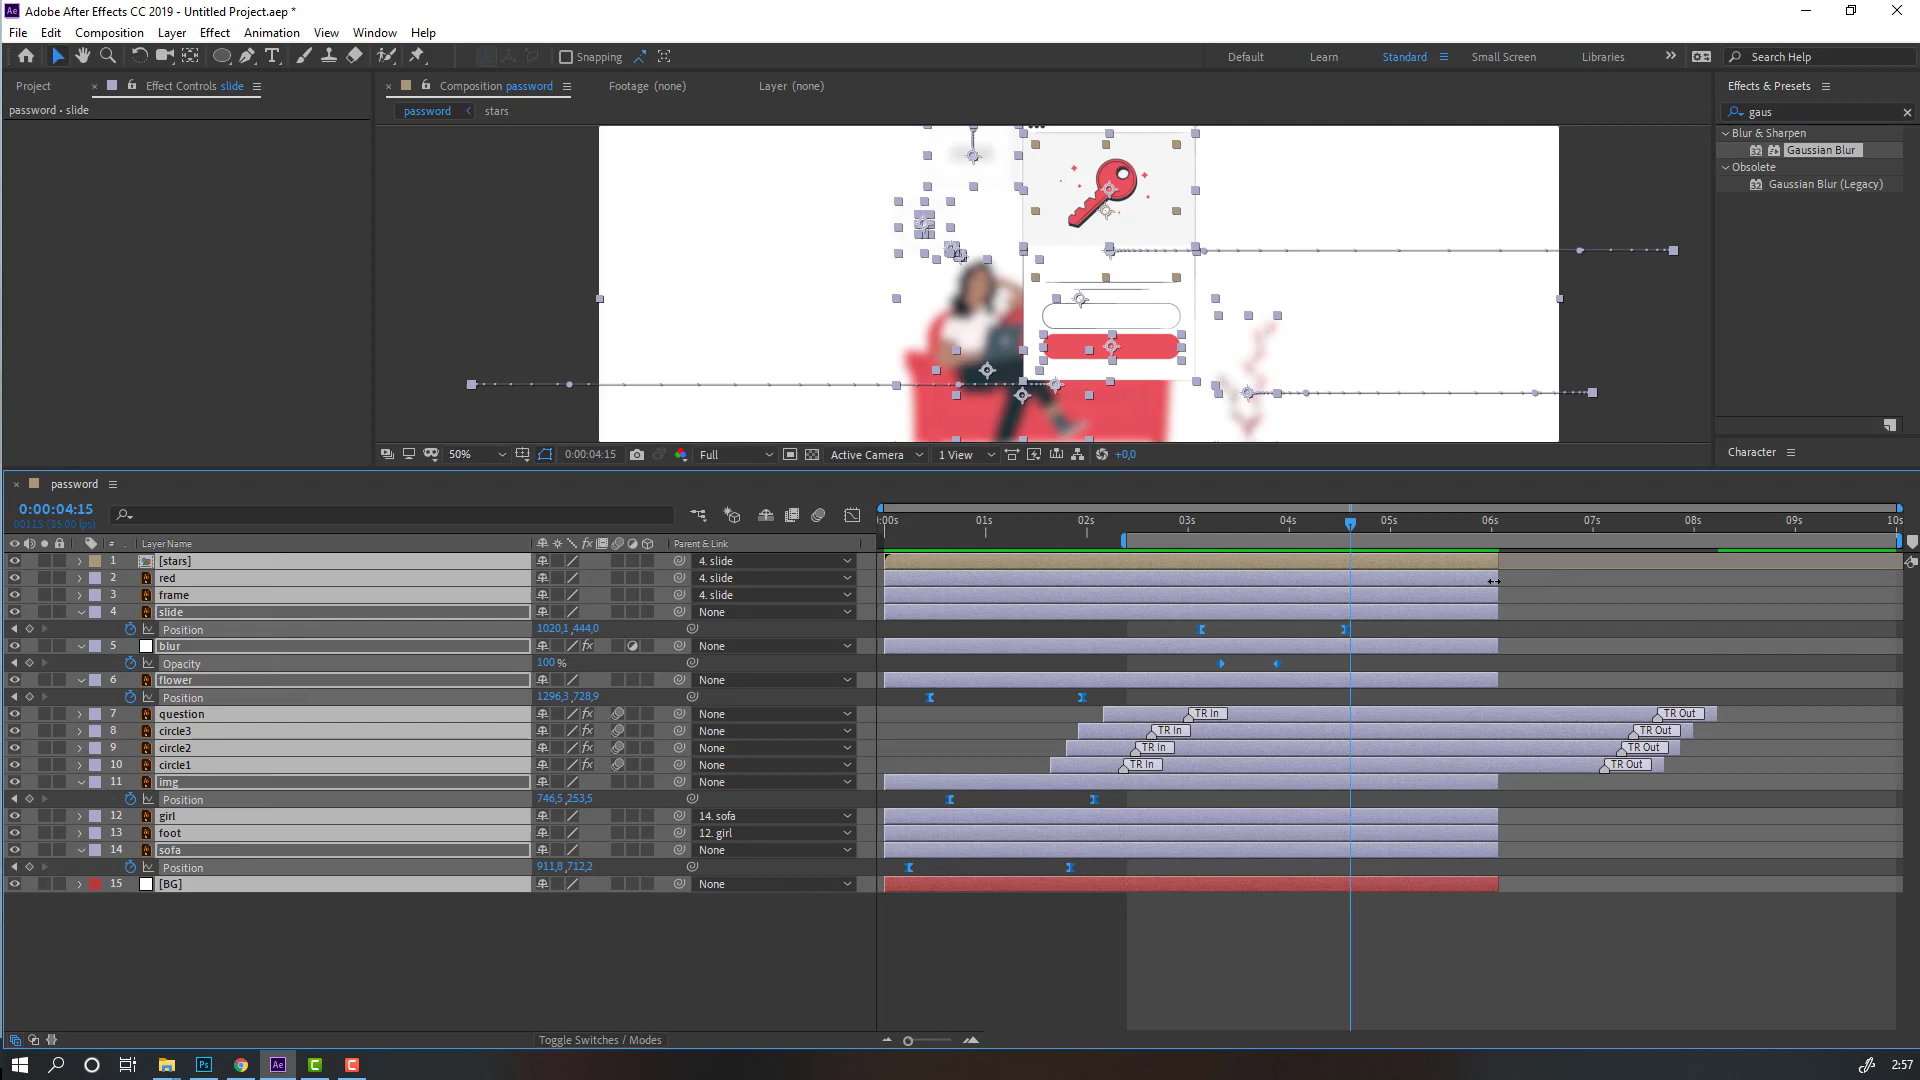 Adobe After Effects CC 2019 - Untitled Project.aep *
File Edit Composition Layer Effect Animation View Window Help
Snapping
Default Learn Standard Small Screen Libraries
Search Help
Project
Effect Controls slide
Composition password
Footage (none)
Layer (none)
Effects & Presets
password • slide
password stars
gaus
Blur & Sharpen
Gaussian Blur
Obsolete
Gaussian Blur (Legacy)
50% 0:00:04:15 Full Active Camera 1 View +0,0
Character
password
0:00:04:15
00115 (25.00 fps)
:00s 01s 02s 03s 04s 05s 06s 07s 08s 09s 10s
# Layer Name Parent & Link
1 [stars] 4. slide
2 red 4. slide
3 frame 4. slide
4 slide None
Position 1020,1,444,0
5 blur None
Opacity 100 %
6 flower None
Position 1296,3,728,9
7 question None TR In TR Out
8 circle3 None TR In TR Out
9 circle2 None TR In TR Out
10 circle1 None TR In TR Out
11 img None
Position 746,5,253,5
12 girl 14. sofa
13 foot 12. girl
14 sofa None
Position 911,8,712,2
15 [BG] None
Toggle Switches / Modes
2:57